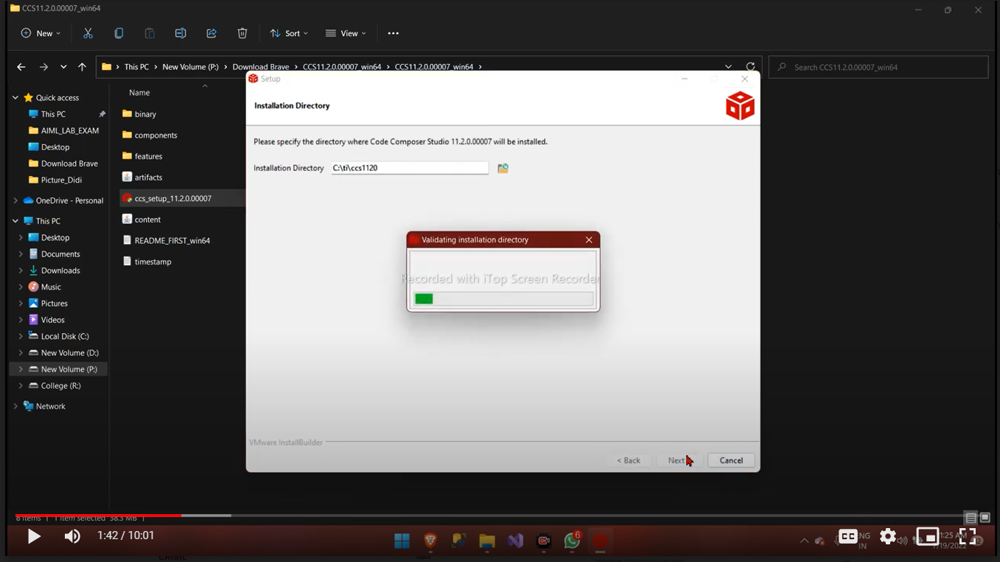 CCS11.2.0.00007_win64
New
Sort
View
This PC > New Volume (P:) > Download Brave > CCS11.2.0.00007_win64 > CCS11.2.0.00007_win64 >
Search CCS11.2.0.00007_win64
Quick access
This PC
AIML_LAB_EXAM
Desktop
Download Brave
Picture_Didi
OneDrive - Personal
This PC
Desktop
Documents
Downloads
Music
Pictures
Videos
Local Disk (C:)
New Volume (D:)
New Volume (P:)
College (R:)
Network
Name
binary
components
features
artifacts
ccs_setup_11.2.0.00007
content
README_FIRST_win64
timestamp
Setup
Installation Directory
Please specify the directory where Code Composer Studio 11.2.0.00007 will be installed.
Installation Directory C:\ti\ccs1120
Validating installation directory
Recorded with iTop Screen Recorder
VMware InstallBuilder
< Back
Next
Cancel
8 items 1 item selected 38.3 MB
1:42 / 10:01
6
CC
ENG
IN
1:25 AM
7/19/2022